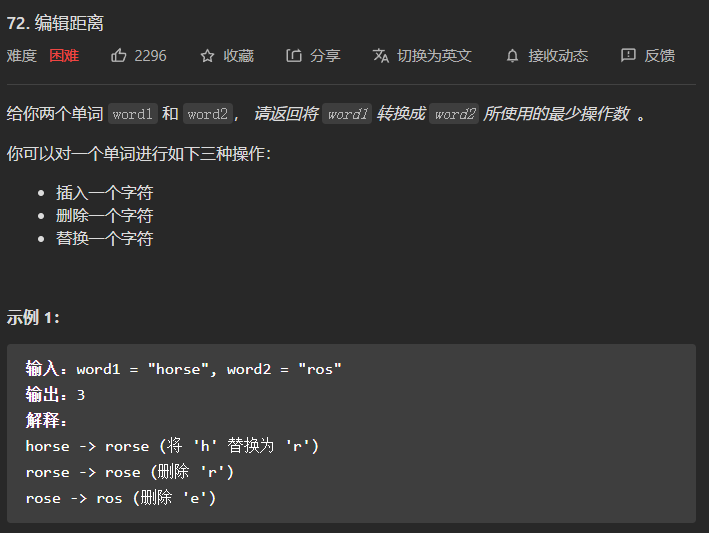 72. 编辑距离
难度 困难 2296 收藏 分享 切换为英文 接收动态 反馈
给你两个单词 word1 和 word2， 请返回将 word1 转换成 word2 所使用的最少操作数 。
你可以对一个单词进行如下三种操作：
• 插入一个字符
• 删除一个字符
• 替换一个字符
示例 1：
输入：word1 = "horse", word2 = "ros"
输出：3
解释：
horse -> rorse (将 'h' 替换为 'r')
rorse -> rose (删除 'r')
rose -> ros (删除 'e')